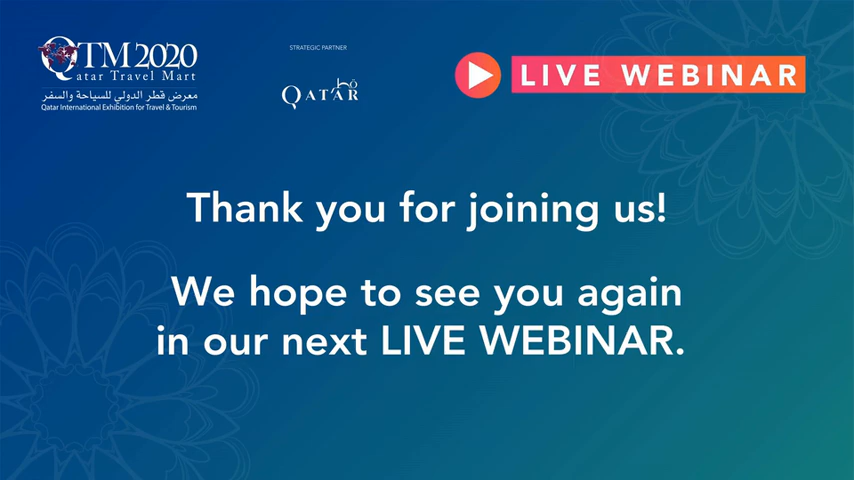 QTM2020
Qatar Travel Mart
معرض قطر الدولي للسياحة والسفر
Qatar International Exhibition for Travel & Tourism
STRATEGIC PARTNER
QATAR
LIVE WEBINAR
Thank you for joining us!
We hope to see you again
in our next LIVE WEBINAR.